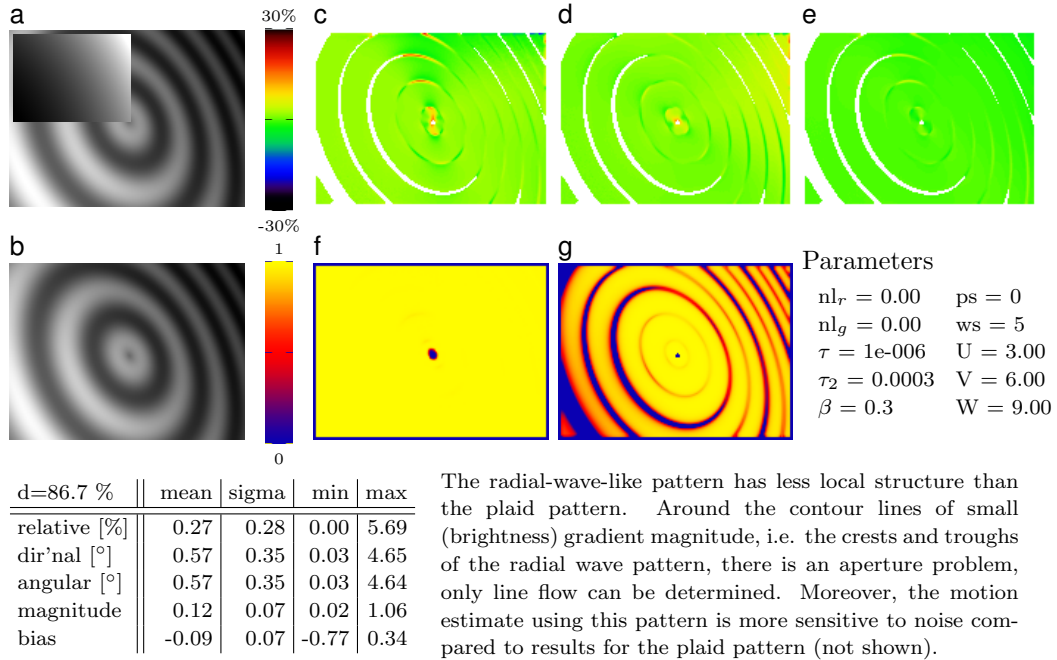 a
30%
-30%
c
d
e
b
1
0
f
g
Parameters
nl_r = 0.00 ps = 0
nl_g = 0.00 ws = 5
τ = 1e-006 U = 3.00
τ_2 = 0.0003 V = 6.00
β = 0.3 W = 9.00
d=86.7 % mean sigma min max
relative [%] 0.27 0.28 0.00 5.69
dir'nal [°] 0.57 0.35 0.03 4.65
angular [°] 0.57 0.35 0.03 4.64
magnitude 0.12 0.07 0.02 1.06
bias -0.09 0.07 -0.77 0.34
The radial-wave-like pattern has less local structure than
the plaid pattern. Around the contour lines of small
(brightness) gradient magnitude, i.e. the crests and troughs
of the radial wave pattern, there is an aperture problem,
only line flow can be determined. Moreover, the motion
estimate using this pattern is more sensitive to noise com-
pared to results for the plaid pattern (not shown).